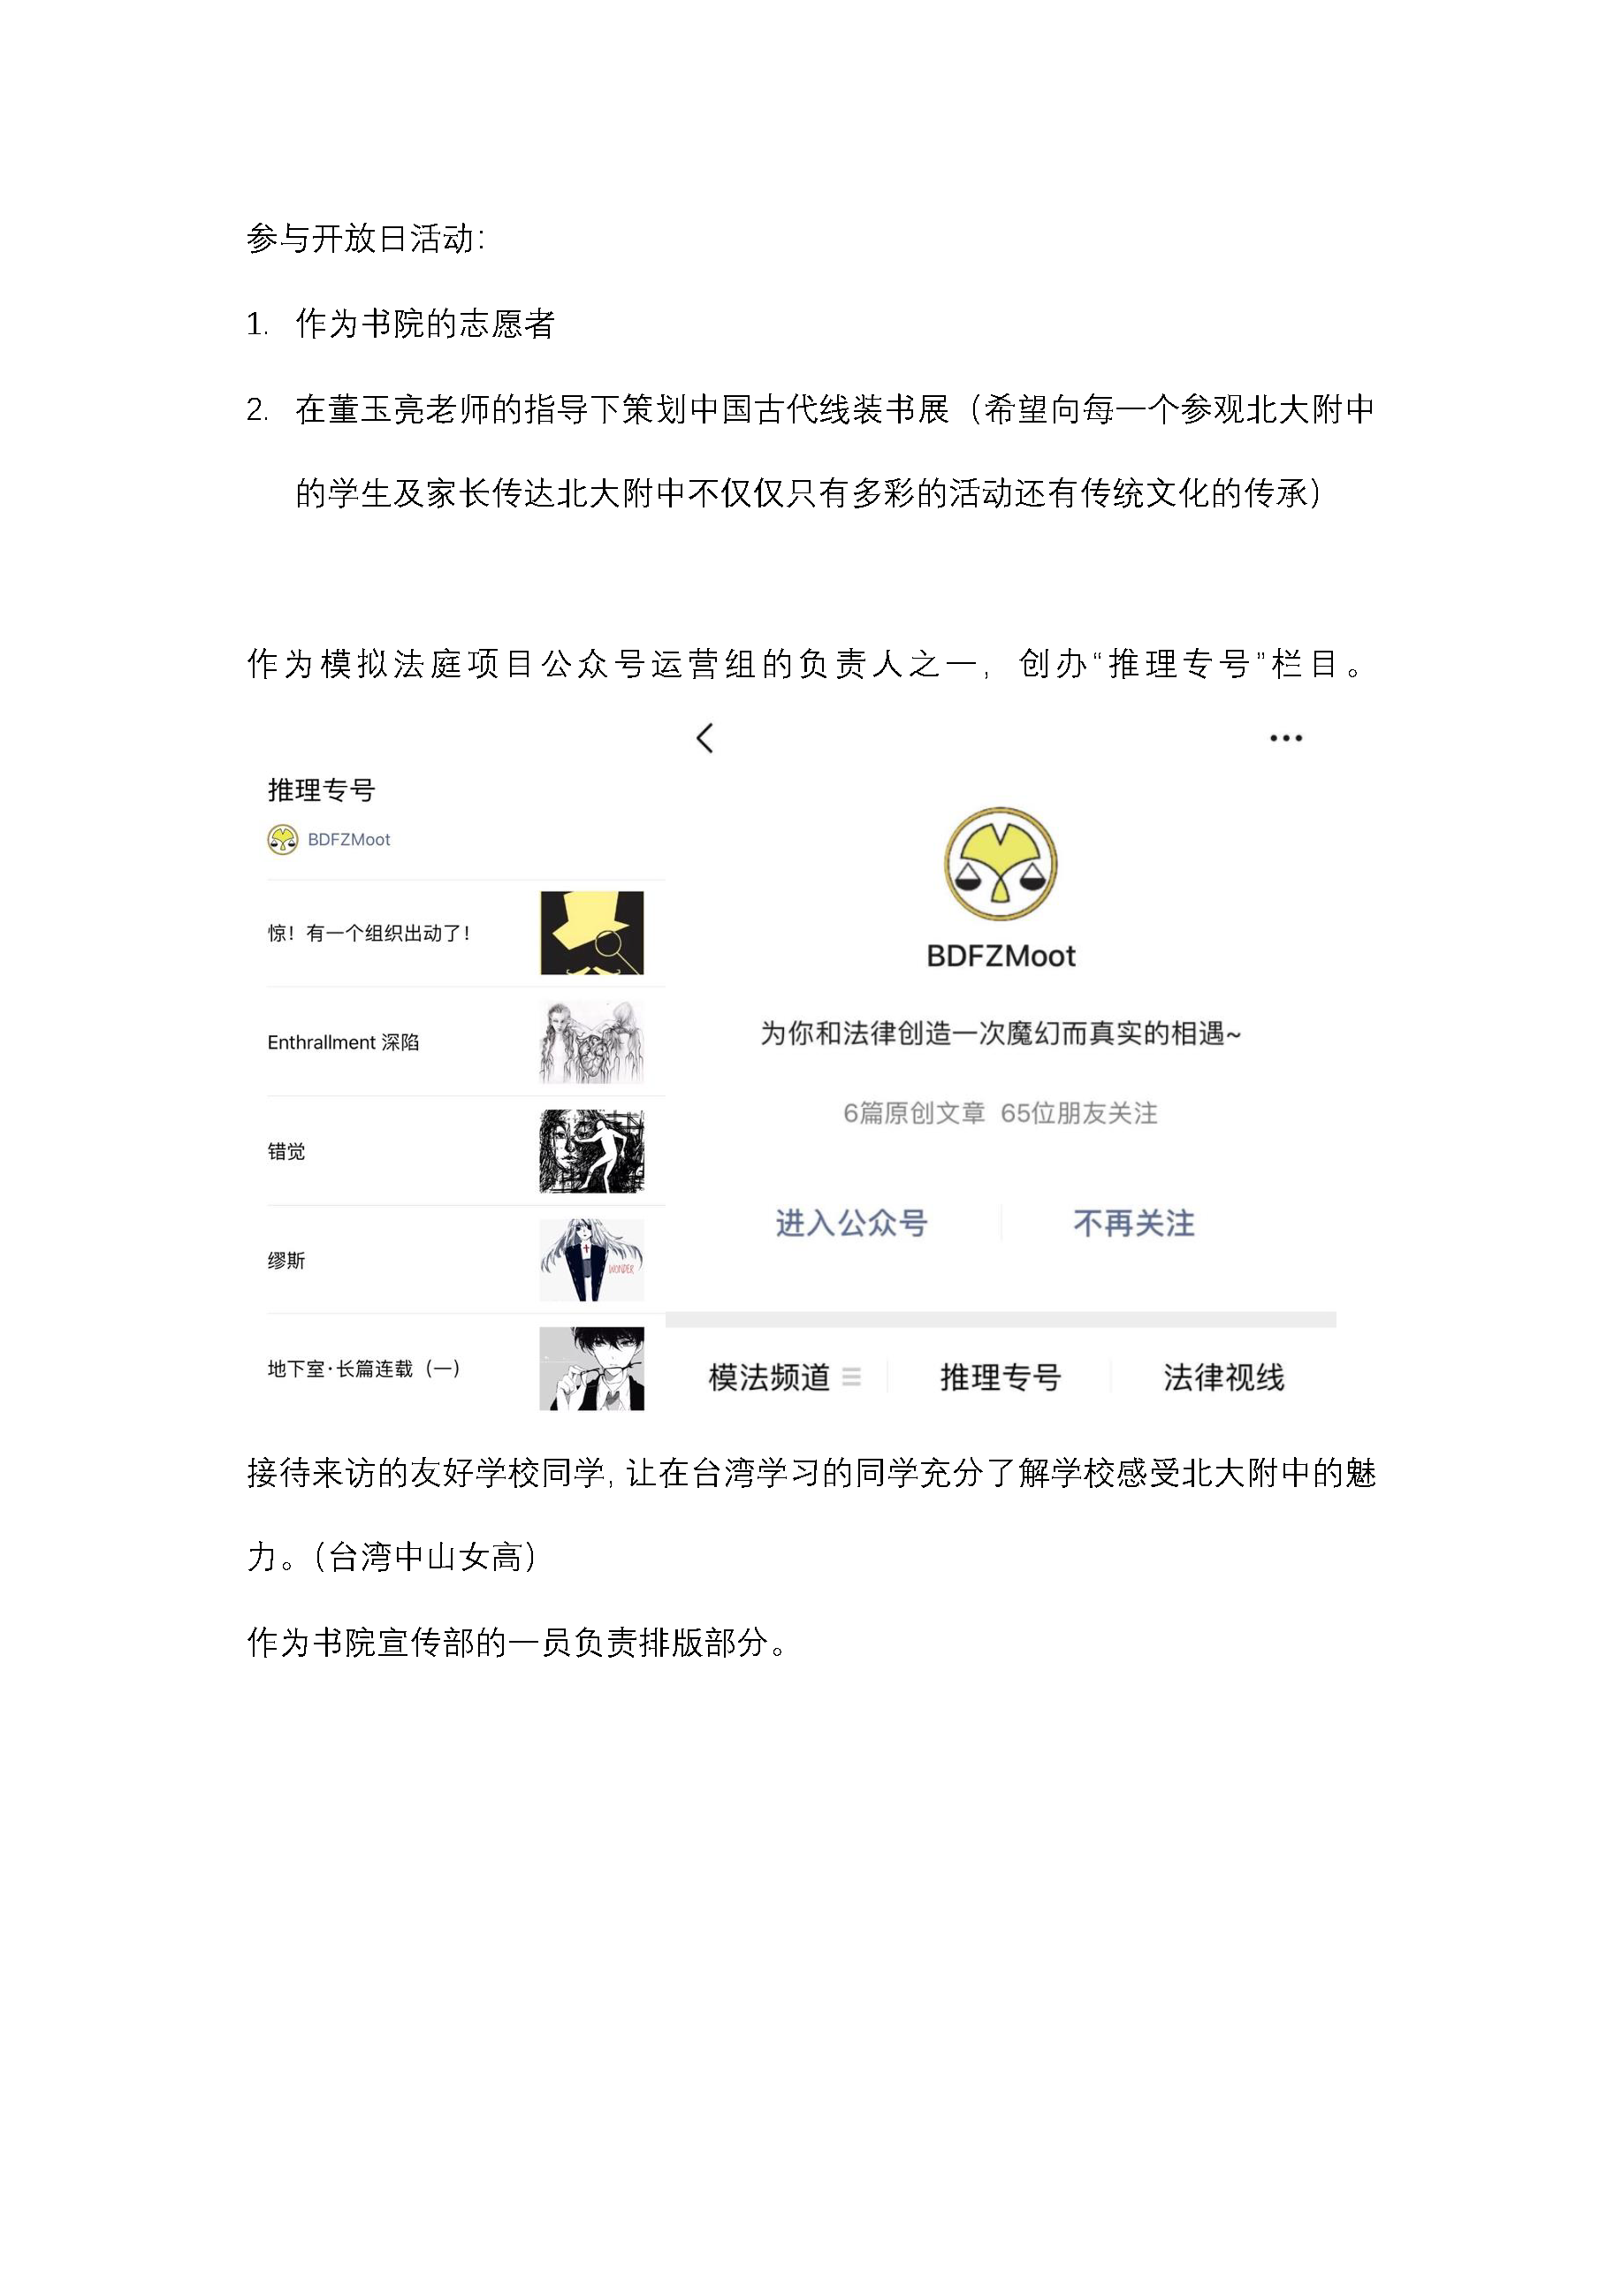 参与开放日活动：
1. 作为书院的志愿者
2. 在董玉亮老师的指导下策划中国古代线装书展（希望向每一个参观北大附中
的学生及家长传达北大附中不仅仅只有多彩的活动还有传统文化的传承）
作为模拟法庭项目公众号运营组的负责人之一，创办“推理专号”栏目。
推理专号
BDFZMoot
惊！有一个组织出动了！
Enthrallment 深陷
错觉
缪斯
WONDER
地下室·长篇连载（一）
BDFZMoot
为你和法律创造一次魔幻而真实的相遇~
6篇原创文章 65位朋友关注
进入公众号 不再关注
模法频道 推理专号 法律视线
接待来访的友好学校同学，让在台湾学习的同学充分了解学校感受北大附中的魅
力。（台湾中山女高）
作为书院宣传部的一员负责排版部分。